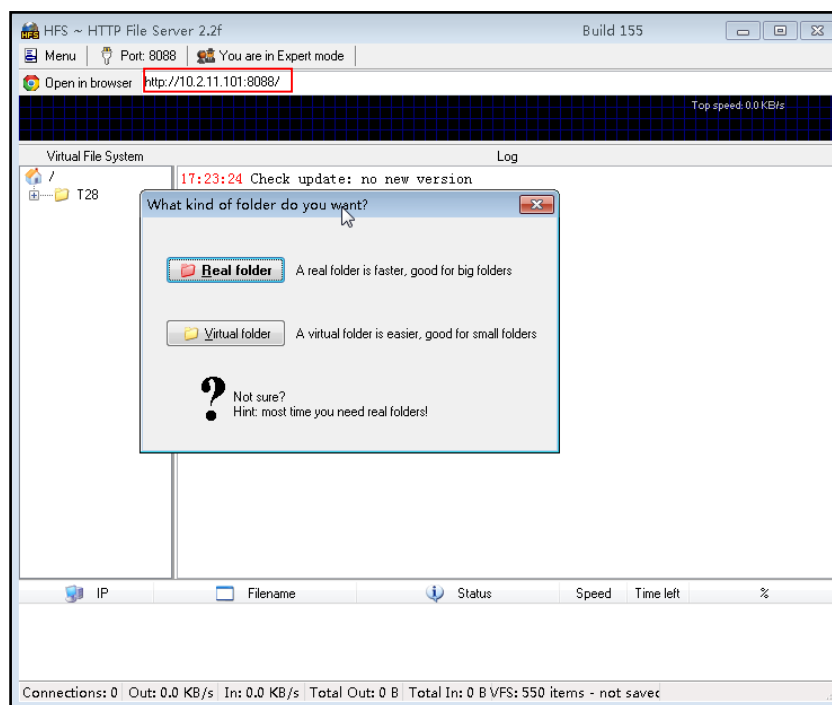 HFS ~ HTTP File Server 2.2f Build 155
Menu Port: 8088 You are in Expert mode
Open in browser http://10.2.11.101:8088/
Top speed: 0.0 KB/s
Virtual File System Log
/ 17:23:24 Check update: no new version
T28
What kind of folder do you want?
Real folder A real folder is faster, good for big folders
Virtual folder A virtual folder is easier, good for small folders
? Not sure?
Hint: most time you need real folders!
IP Filename Status Speed Time left %
Connections: 0 Out: 0.0 KB/s In: 0.0 KB/s Total Out: 0 B Total In: 0 B VFS: 550 items - not saved